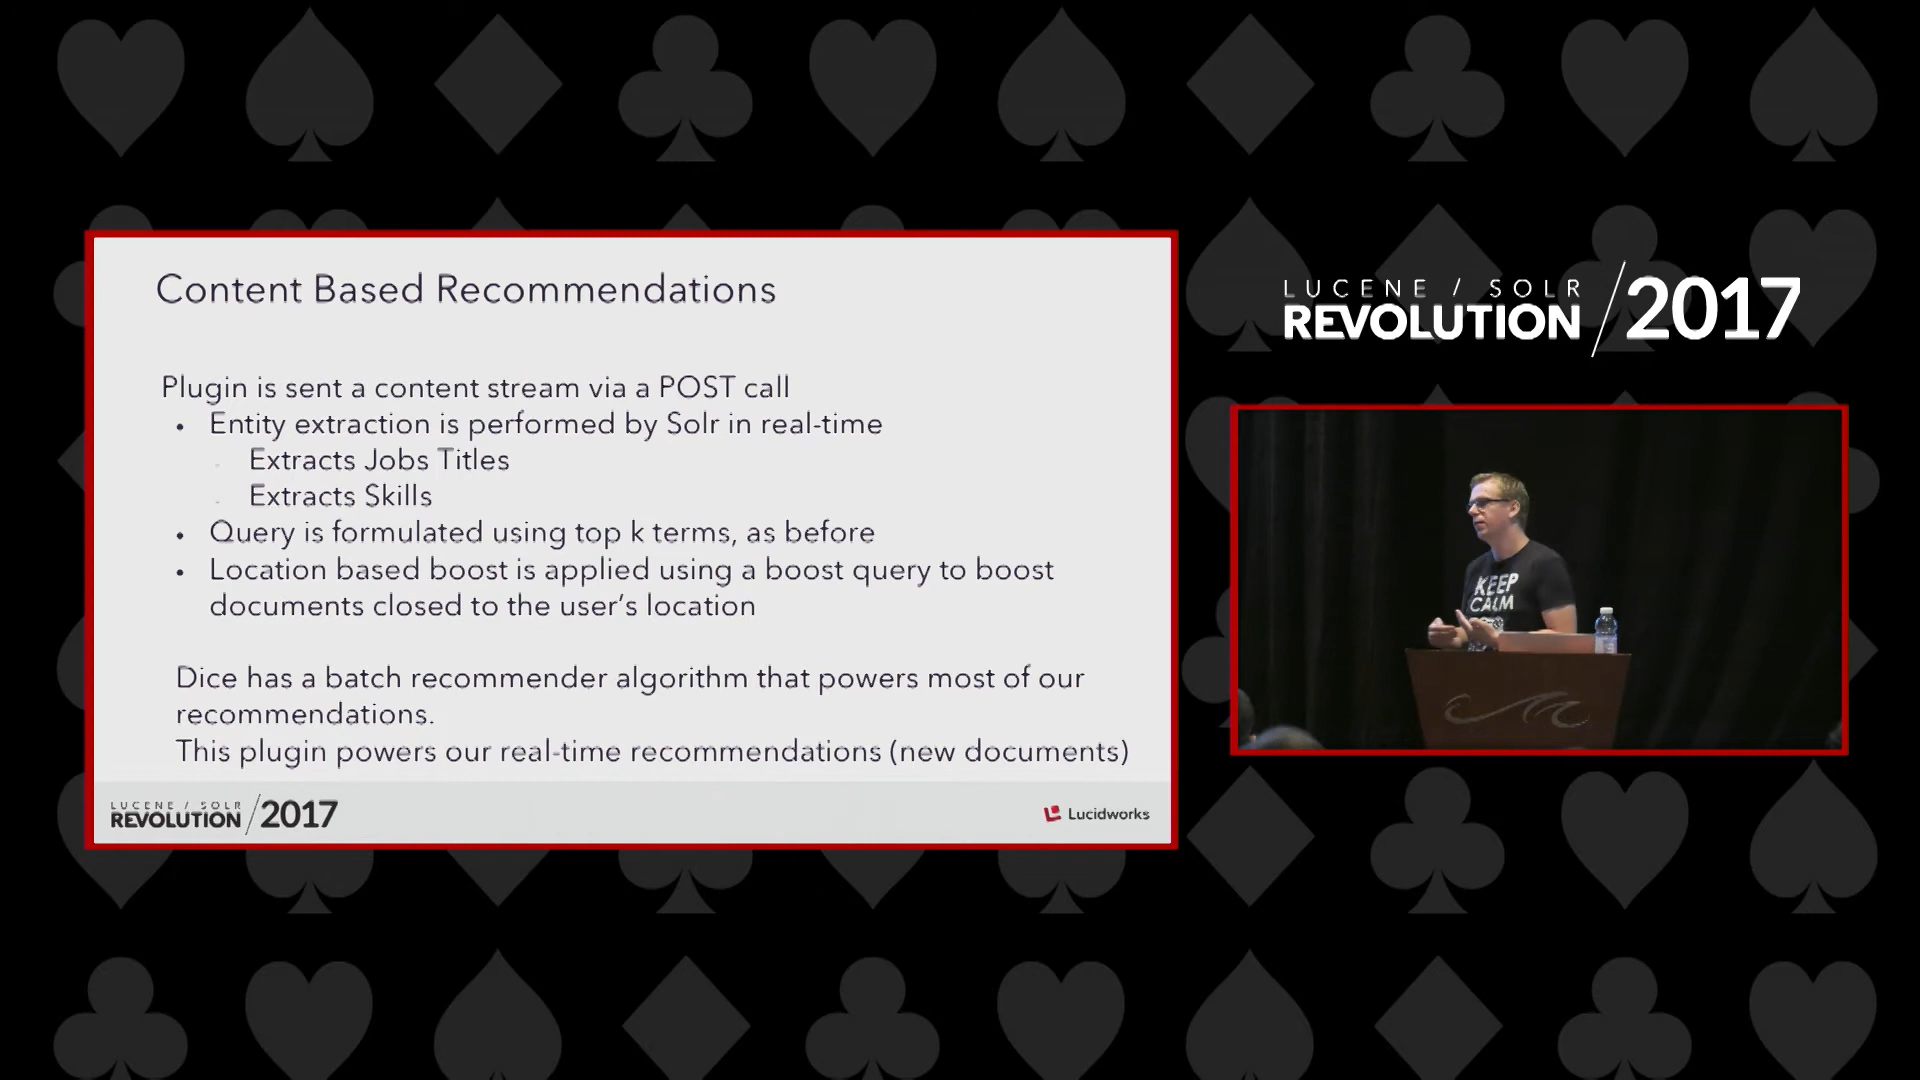 Content Based Recommendations
Plugin is sent a content stream via a POST call
• Entity extraction is performed by Solr in real-time
- Extracts Jobs Titles
- Extracts Skills
• Query is formulated using top k terms, as before
• Location based boost is applied using a boost query to boost
documents closed to the user's location
Dice has a batch recommender algorithm that powers most of our
recommendations.
This plugin powers our real-time recommendations (new documents)
LUCENE / SOLR
REVOLUTION / 2017
Lucidworks
LUCENE / SOLR
REVOLUTION / 2017
KEEP
CALM